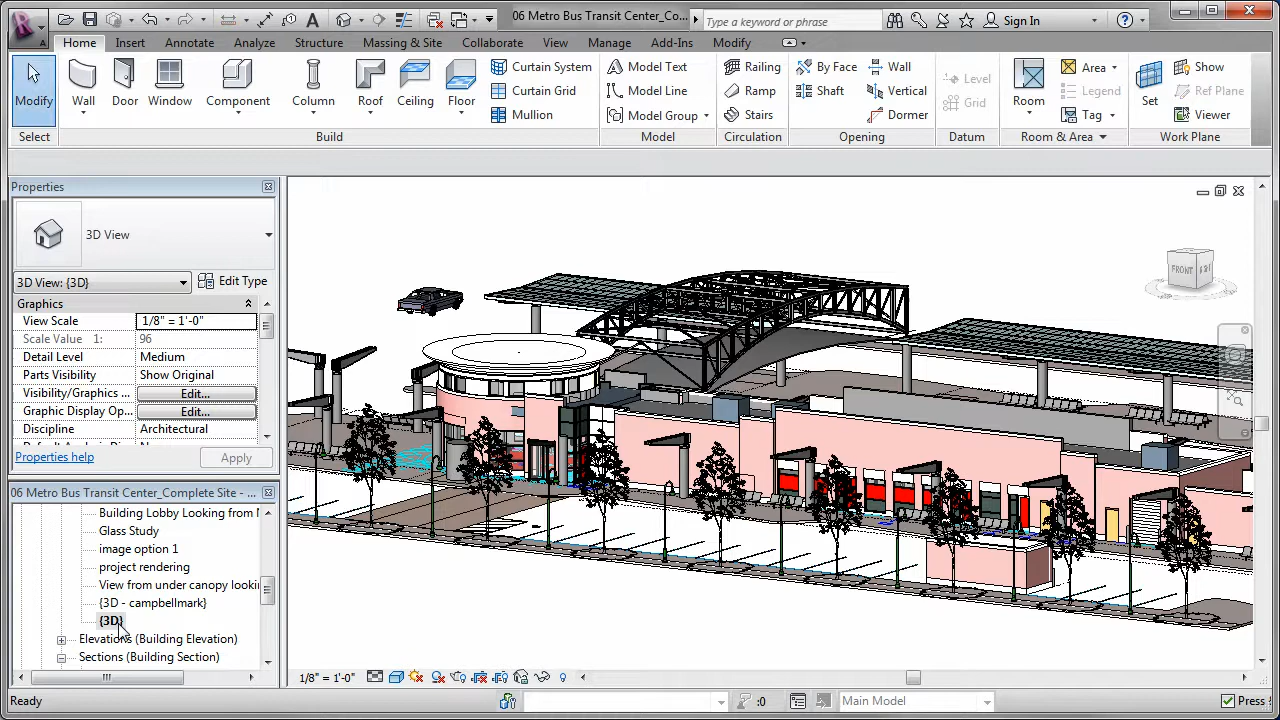 06 Metro Bus Transit Center_Co...
Type a keyword or phrase
Sign In
Home Insert Annotate Analyze Structure Massing & Site Collaborate View Manage Add-Ins Modify
Modify Wall Door Window Component Column Roof Ceiling Floor
Curtain System
Curtain Grid
Mullion
Model Text
Model Line
Model Group
Railing
Ramp
Stairs
By Face
Shaft
Wall
Vertical
Dormer
Level
Grid
Room
Area
Legend
Tag
Set
Show
Ref Plane
Viewer
Select Build Model Circulation Opening Datum Room & Area Work Plane
Properties
3D View
3D View: {3D}
Edit Type
Graphics
View Scale 1/8" = 1'-0"
Scale Value 1: 96
Detail Level Medium
Parts Visibility Show Original
Visibility/Graphics ... Edit...
Graphic Display Op... Edit...
Discipline Architectural
Properties help
Apply
06 Metro Bus Transit Center_Complete Site - ...
Building Lobby Looking from
Glass Study
image option 1
project rendering
View from under canopy looki
{3D - campbellmark}
{3D}
Elevations (Building Elevation)
Sections (Building Section)
FRONT
1/8" = 1'-0"
Ready
:0
Main Model
Press